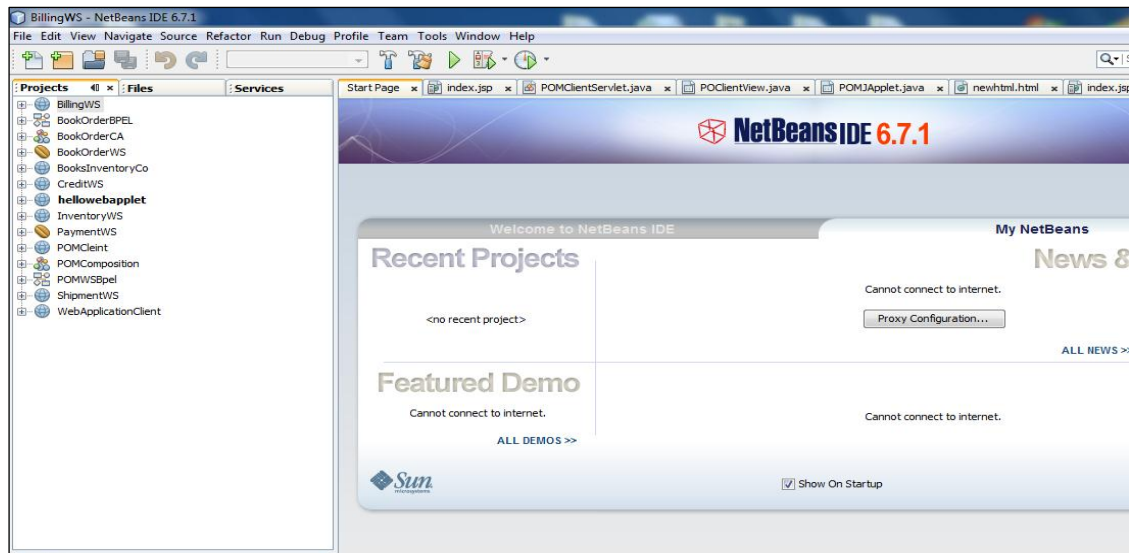 BillingWS - NetBeans IDE 6.7.1
File Edit View Navigate Source Refactor Run Debug Profile Team Tools Window Help
Projects Files Services
Start Page index.jsp POMClientServlet.java POClientView.java POMJApplet.java newhtml.html index.jsp
BillingWS
BookOrderBPEL
BookOrderCA
BookOrderWS
BooksInventoryCo
CreditWS
hellowebapplet
InventoryWS
PaymentWS
POMCleint
POMComposition
POMWSBpel
ShipmentWS
WebApplicationClient
NetBeans IDE 6.7.1
Welcome to NetBeans IDE
My NetBeans
Recent Projects
<no recent project>
News &
Cannot connect to internet.
Proxy Configuration...
ALL NEWS >>
Featured Demo
Cannot connect to internet.
ALL DEMOS >>
Cannot connect to internet.
Sun
microsystems
Show On Startup